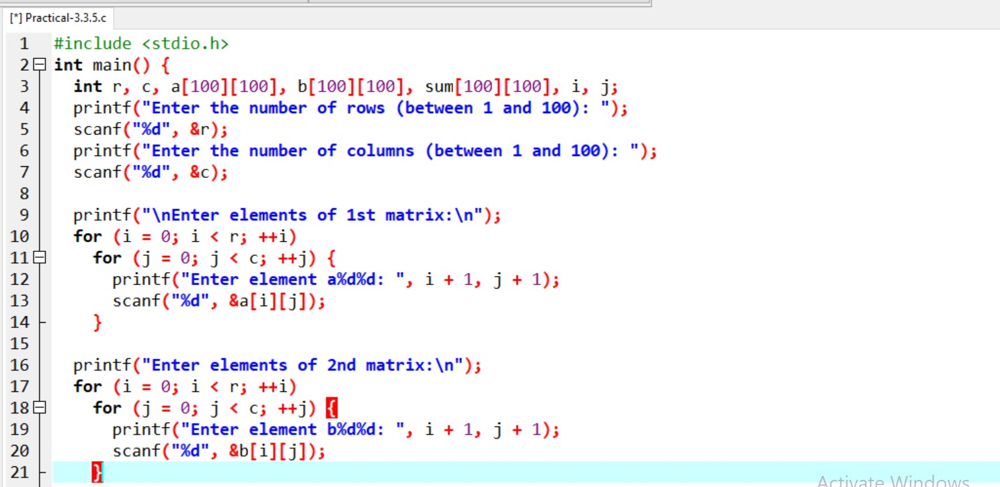 [*] Practical-3.3.5.c
1 #include <stdio.h>
2 int main() {
3 int r, c, a[100][100], b[100][100], sum[100][100], i, j;
4 printf("Enter the number of rows (between 1 and 100): ");
5 scanf("%d", &r);
6 printf("Enter the number of columns (between 1 and 100): ");
7 scanf("%d", &c);
8
9 printf("\nEnter elements of 1st matrix:\n");
10 for (i = 0; i < r; ++i)
11 for (j = 0; j < c; ++j) {
12 printf("Enter element a%d%d: ", i + 1, j + 1);
13 scanf("%d", &a[i][j]);
14 }
15
16 printf("Enter elements of 2nd matrix:\n");
17 for (i = 0; i < r; ++i)
18 for (j = 0; j < c; ++j) {
19 printf("Enter element b%d%d: ", i + 1, j + 1);
20 scanf("%d", &b[i][j]);
21 }
Activate Windows